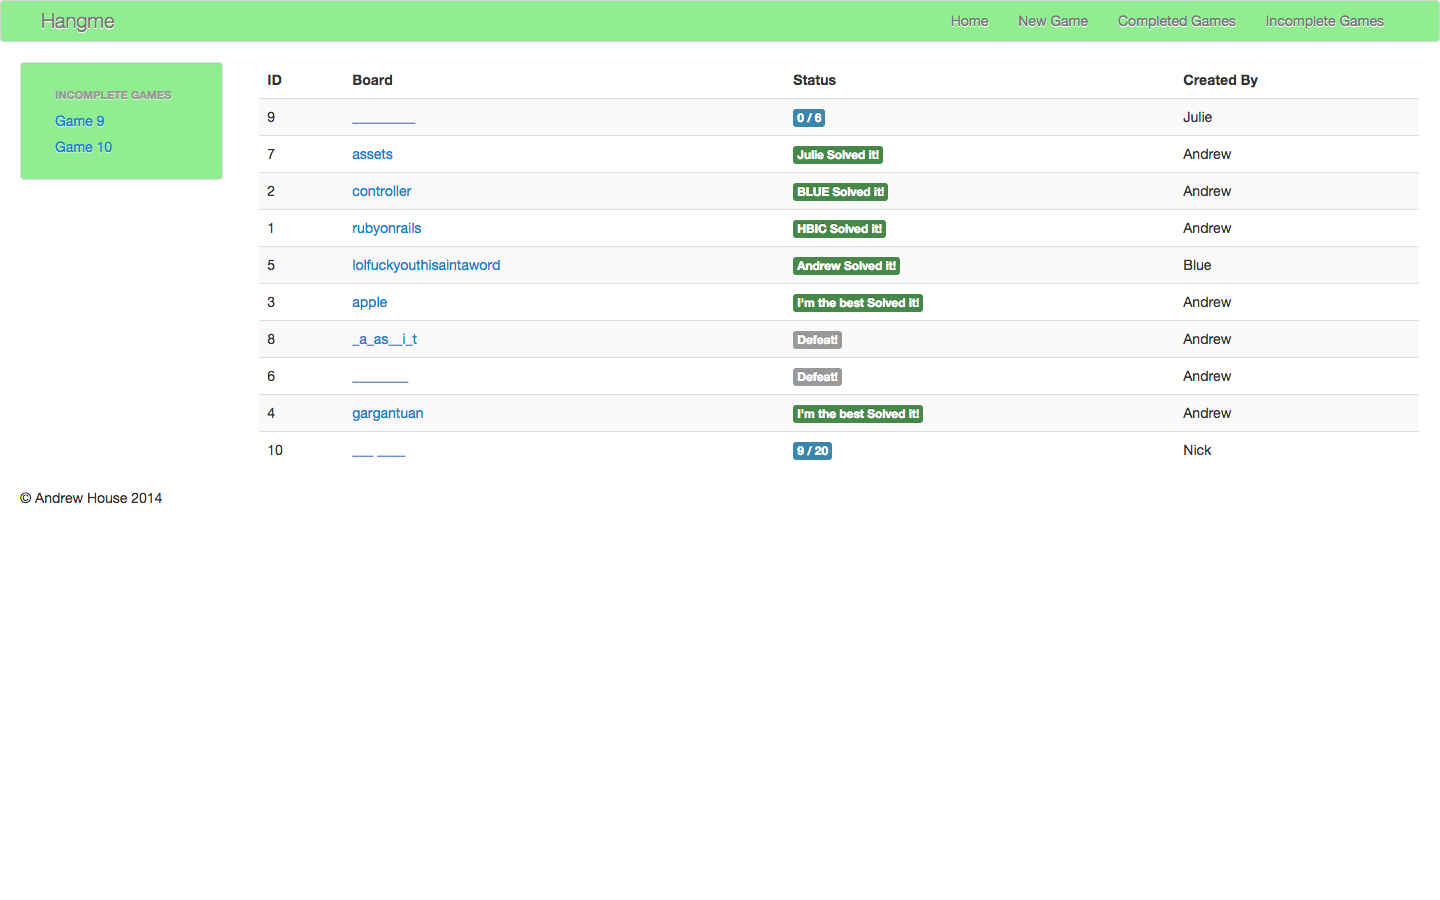 Hangme Home New Game Completed Games Incomplete Games
INCOMPLETE GAMES
Game 9
Game 10
ID Board Status Created By
9 _________ 0 / 6 Julie
7 assets Julie Solved it! Andrew
2 controller BLUE Solved it! Andrew
1 rubyonrails HBIC Solved it! Andrew
5 lolfuckyouthisaintaword Andrew Solved it! Blue
3 apple I'm the best Solved it! Andrew
8 _a_as__i_t Defeat! Andrew
6 ________ Defeat! Andrew
4 gargantuan I'm the best Solved it! Andrew
10 ___ ____ 9 / 20 Nick
© Andrew House 2014